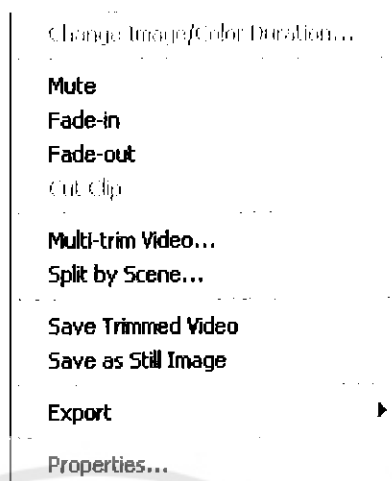 Change Image/Color Duration...
Mute
Fade-in
Fade-out
Cut Clip
Multi-trim Video...
Split by Scene...
Save Trimmed Video
Save as Still Image
Export
Properties...